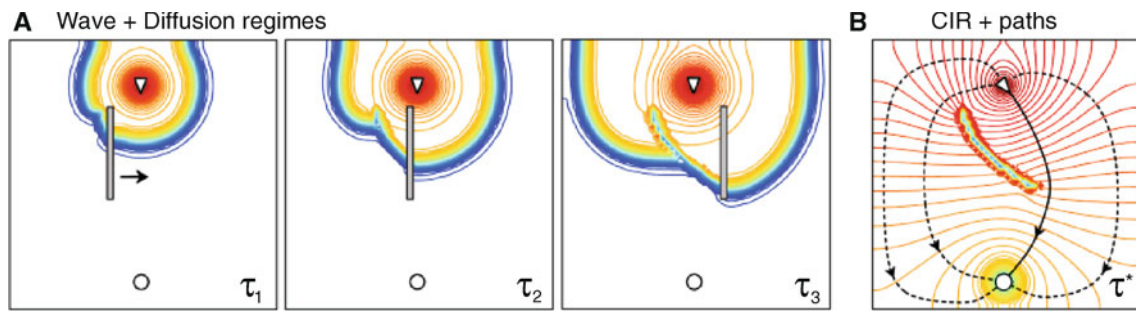 A Wave + Diffusion regimes
B CIR + paths
τ1
τ2
τ3
τ*